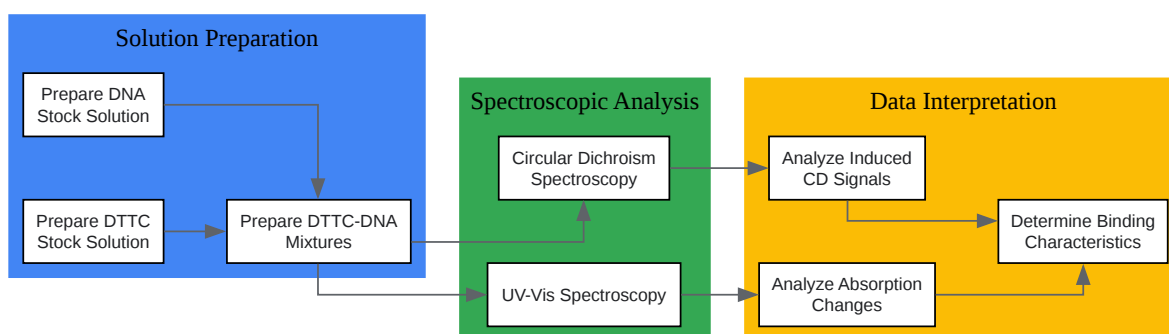 Solution Preparation
Prepare DNA
Stock Solution
Prepare DTTC
Stock Solution
Prepare DTTC-DNA
Mixtures
Spectroscopic Analysis
Circular Dichroism
Spectroscopy
UV-Vis Spectroscopy
Data Interpretation
Analyze Induced
CD Signals
Analyze Absorption
Changes
Determine Binding
Characteristics